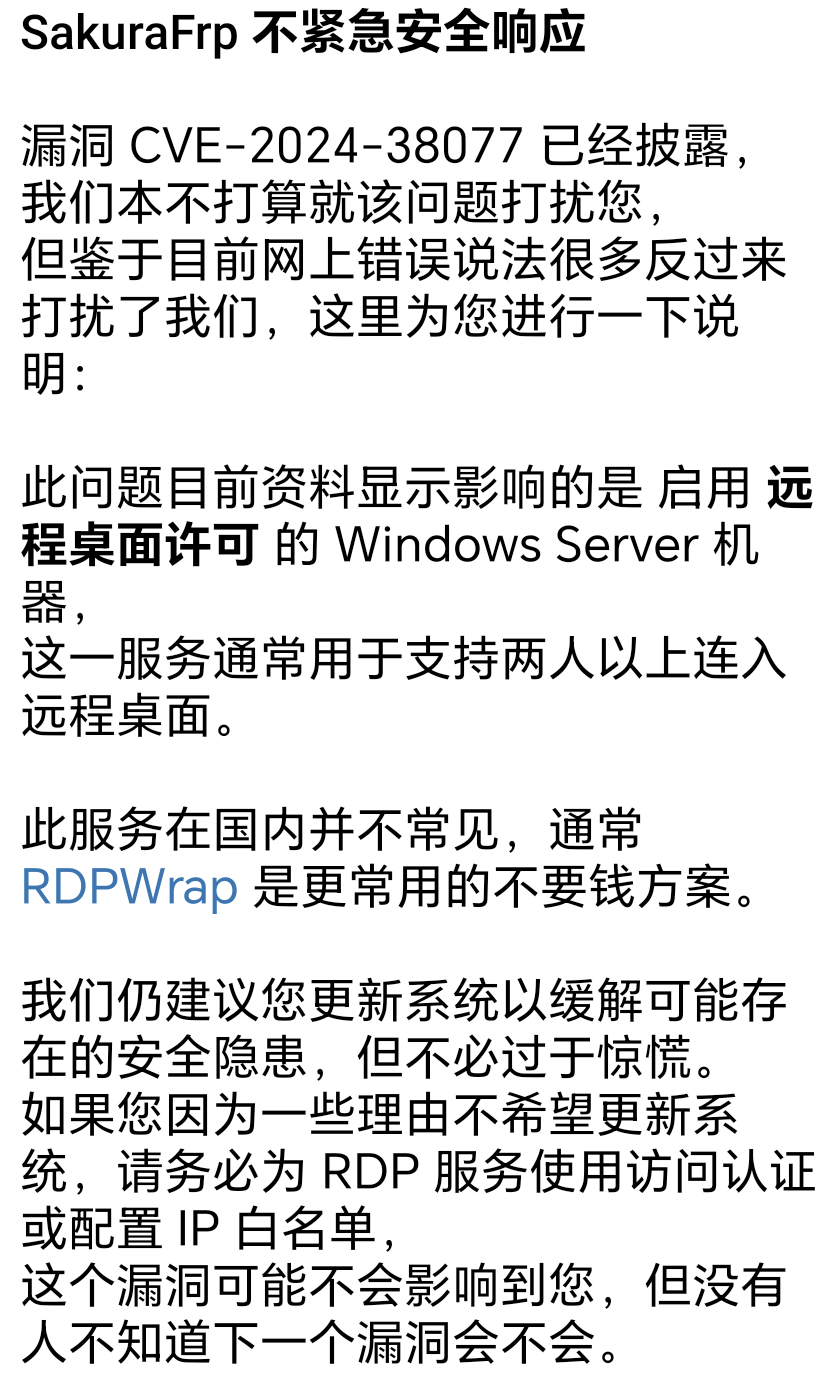 SakuraFrp 不紧急安全响应
漏洞 CVE-2024-38077 已经披露，
我们本不打算就该问题打扰您，
但鉴于目前网上错误说法很多反过来
打扰了我们，这里为您进行一下说
明：
此问题目前资料显示影响的是 启用 远
程桌面许可 的 Windows Server 机
器，
这一服务通常用于支持两人以上连入
远程桌面。
此服务在国内并不常见，通常
RDPWrap 是更常用的不要钱方案。
我们仍建议您更新系统以缓解可能存
在的安全隐患，但不必过于惊慌。
如果您因为一些理由不希望更新系
统，请务必为 RDP 服务使用访问认证
或配置 IP 白名单，
这个漏洞可能不会影响到您，但没有
人不知道下一个漏洞会不会。